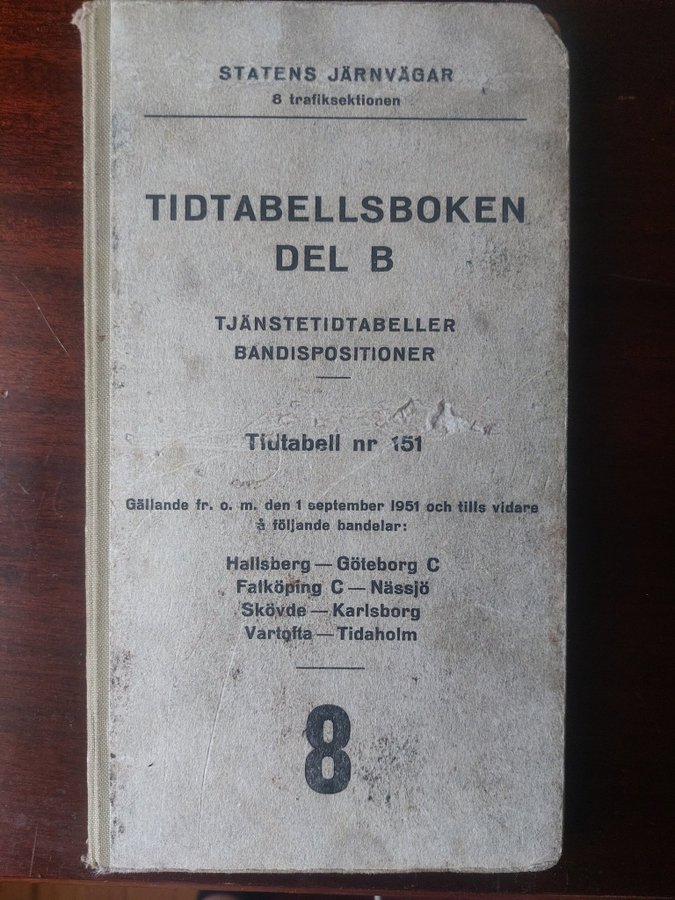 STATENS JÄRNVÄGAR
8 trafiksektionen
TIDTABELLSBOKEN
DEL B
TJÄNSTETIDTABELLER
BANDISPOSITIONER
Tidtabell nr 151
Gällande fr. o. m. den 1 september 1951 och tills vidare
å följande bandelar:
Hallsberg — Göteborg C
Falköping C — Nässjö
Skövde — Karlsborg
Vartofta — Tidaholm
8